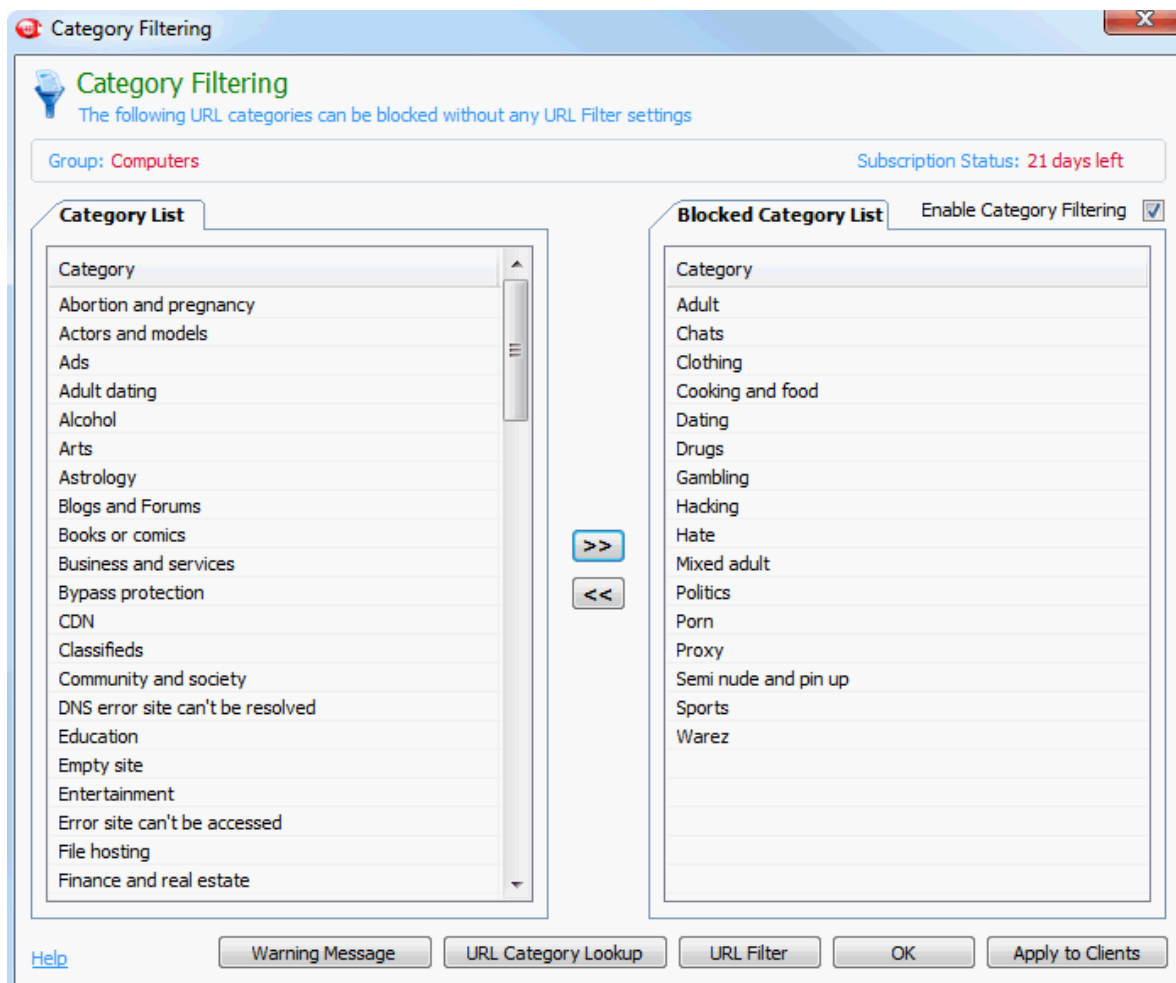 Category Filtering
Category Filtering
The following URL categories can be blocked without any URL Filter settings
Group: Computers
Subscription Status: 21 days left
Category List
Category
Abortion and pregnancy
Actors and models
Ads
Adult dating
Alcohol
Arts
Astrology
Blogs and Forums
Books or comics
Business and services
Bypass protection
CDN
Classifieds
Community and society
DNS error site can't be resolved
Education
Empty site
Entertainment
Error site can't be accessed
File hosting
Finance and real estate
>>
<<
Blocked Category List
Enable Category Filtering
Category
Adult
Chats
Clothing
Cooking and food
Dating
Drugs
Gambling
Hacking
Hate
Mixed adult
Politics
Porn
Proxy
Semi nude and pin up
Sports
Warez
Help
Warning Message
URL Category Lookup
URL Filter
OK
Apply to Clients